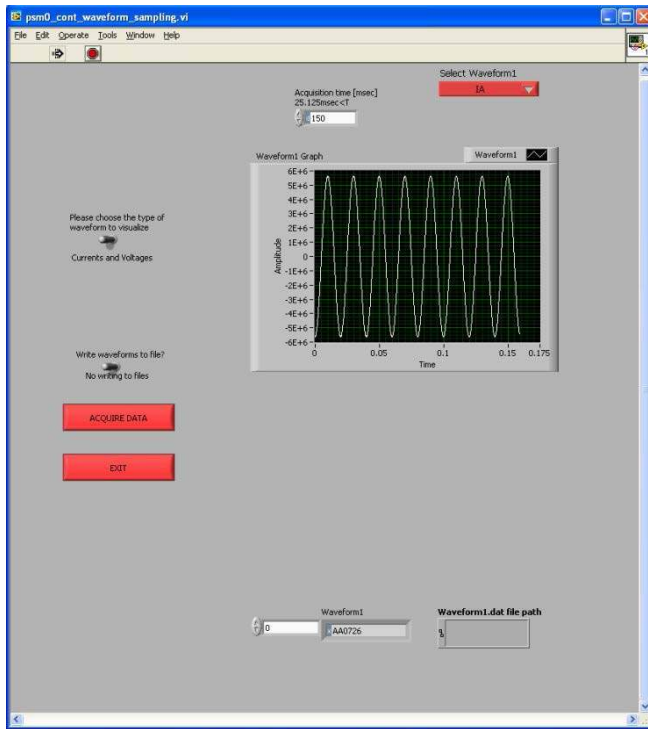 psm0_cont_waveform_sampling.vi
File Edit Operate Tools Window Help
Select Waveform1
IA
Acquisition time [msec]
25.125msec<T
150
Waveform1 Graph
Waveform1
6E+6
5E+6
4E+6
3E+6
2E+6
1E+6
0
-1E+6
-2E+6
-3E+6
-4E+6
-5E+6
-6E+6
Amplitude
0 0.05 0.1 0.15 0.175
Time
Please choose the type of
waveform to visualize
Currents and Voltages
Write waveforms to file?
No writing to files
ACQUIRE DATA
EXIT
Waveform1
0
xAA0726
Waveform1.dat file path